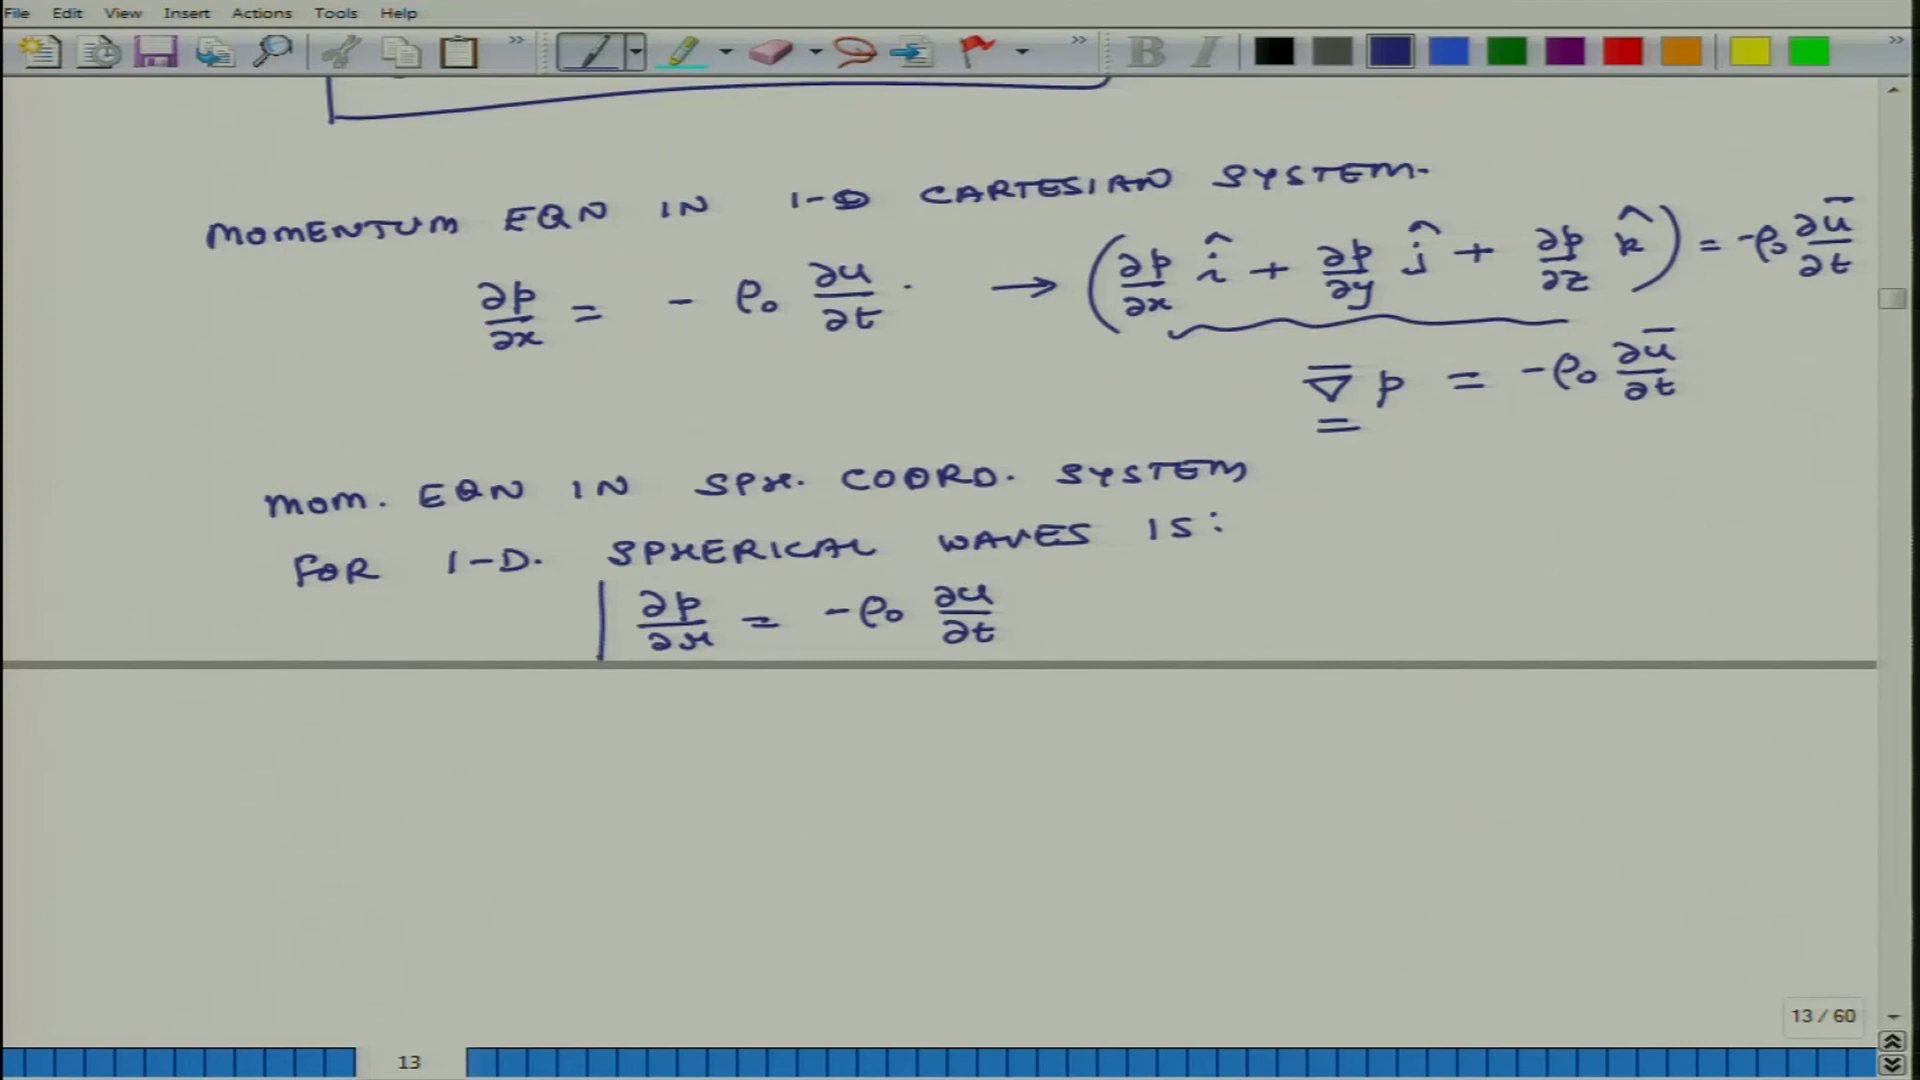 File Edit View Insert Actions Tools Help
B I
MOMENTUM EQN IN 1-D CARTESIAN SYSTEM.
∂p/∂x = - ρ₀ ∂u/∂t . → (∂p/∂x î + ∂p/∂y ĵ + ∂p/∂z k̂) = -ρ₀ ∂ū/∂t
∇̄ p = -ρ₀ ∂ū/∂t
MOM. EQN IN SPH. COORD. SYSTEM
FOR 1-D. SPHERICAL WAVES IS:
∂p/∂r = -ρ₀ ∂u/∂t
13 / 60
13